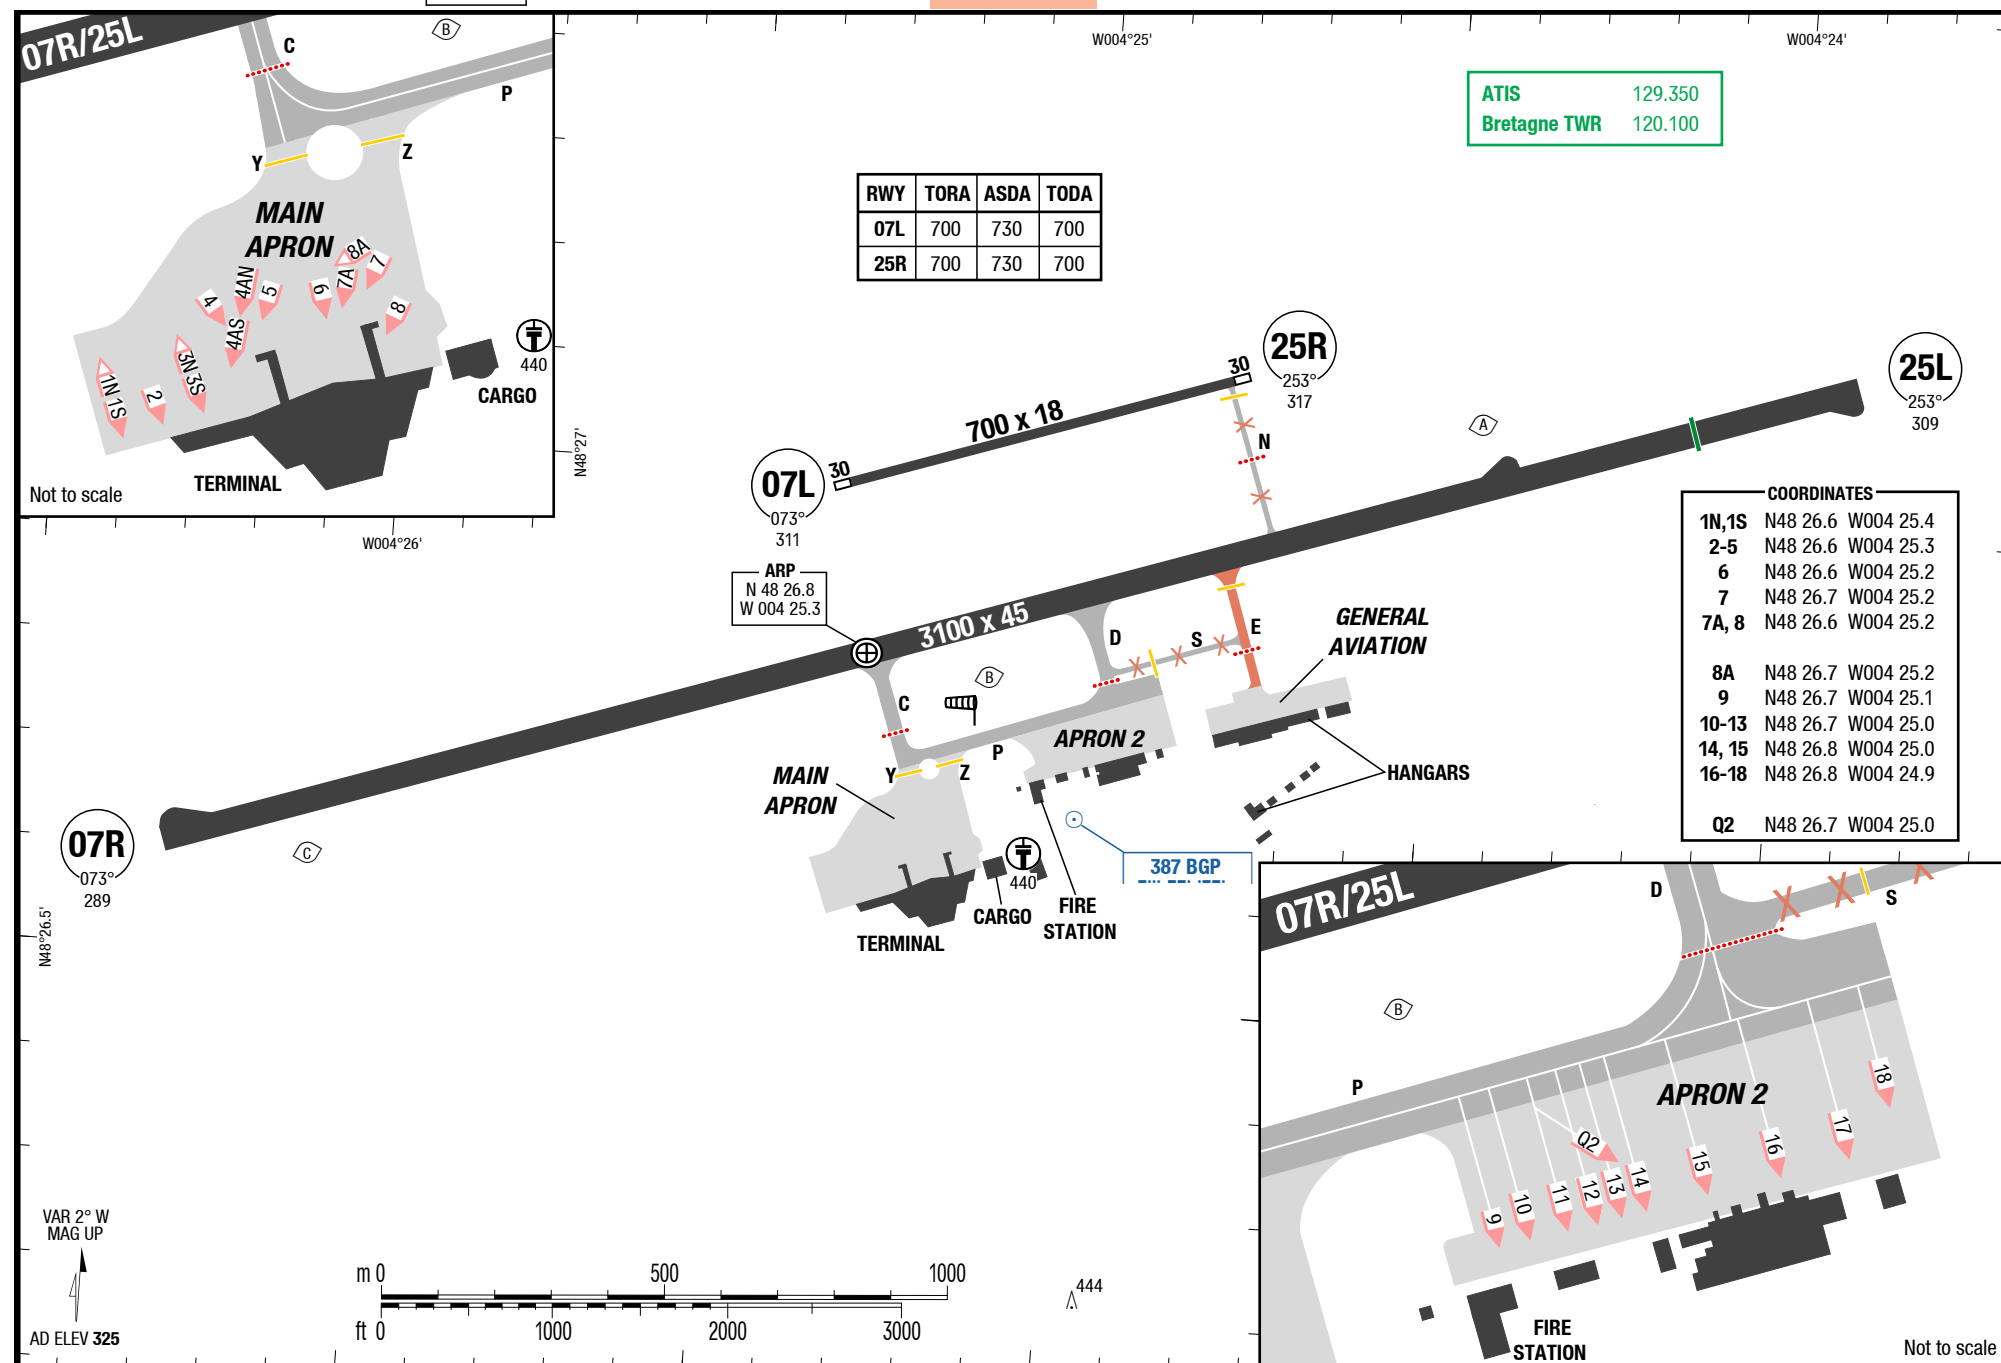 07R/25L
C
B
P
Y
Z
MAIN
APRON
8A
7
7A
6
5
4AN
4
4AS
8
3N 3S
1N 1S
2
440
CARGO
TERMINAL
Not to scale
W004°25'
W004°24'
W004°26'
N48°27'
N48°26.5'
ATIS 129.350
Bretagne TWR 120.100
RWY TORA ASDA TODA
07L 700 730 700
25R 700 730 700
30
25R
253°
317
25L
253°
309
700 x 18
30
07L
073°
311
N
A
ARP
N 48 26.8
W 004 25.3
3100 x 45
D
S
E
GENERAL
AVIATION
B
C
P
APRON 2
MAIN
APRON
Y
Z
HANGARS
07R
073°
289
C
387 BGP
440
CARGO
FIRE
STATION
TERMINAL
COORDINATES
1N,1S N48 26.6 W004 25.4
2-5 N48 26.6 W004 25.3
6 N48 26.6 W004 25.2
7 N48 26.7 W004 25.2
7A, 8 N48 26.6 W004 25.2
8A N48 26.7 W004 25.2
9 N48 26.7 W004 25.1
10-13 N48 26.7 W004 25.0
14, 15 N48 26.8 W004 25.0
16-18 N48 26.8 W004 24.9
Q2 N48 26.7 W004 25.0
07R/25L
D
S
B
P
APRON 2
18
17
16
15
14
13
12
11
10
9
Q2
FIRE
STATION
Not to scale
VAR 2° W
MAG UP
AD ELEV 325
m 0 500 1000
ft 0 1000 2000 3000
444